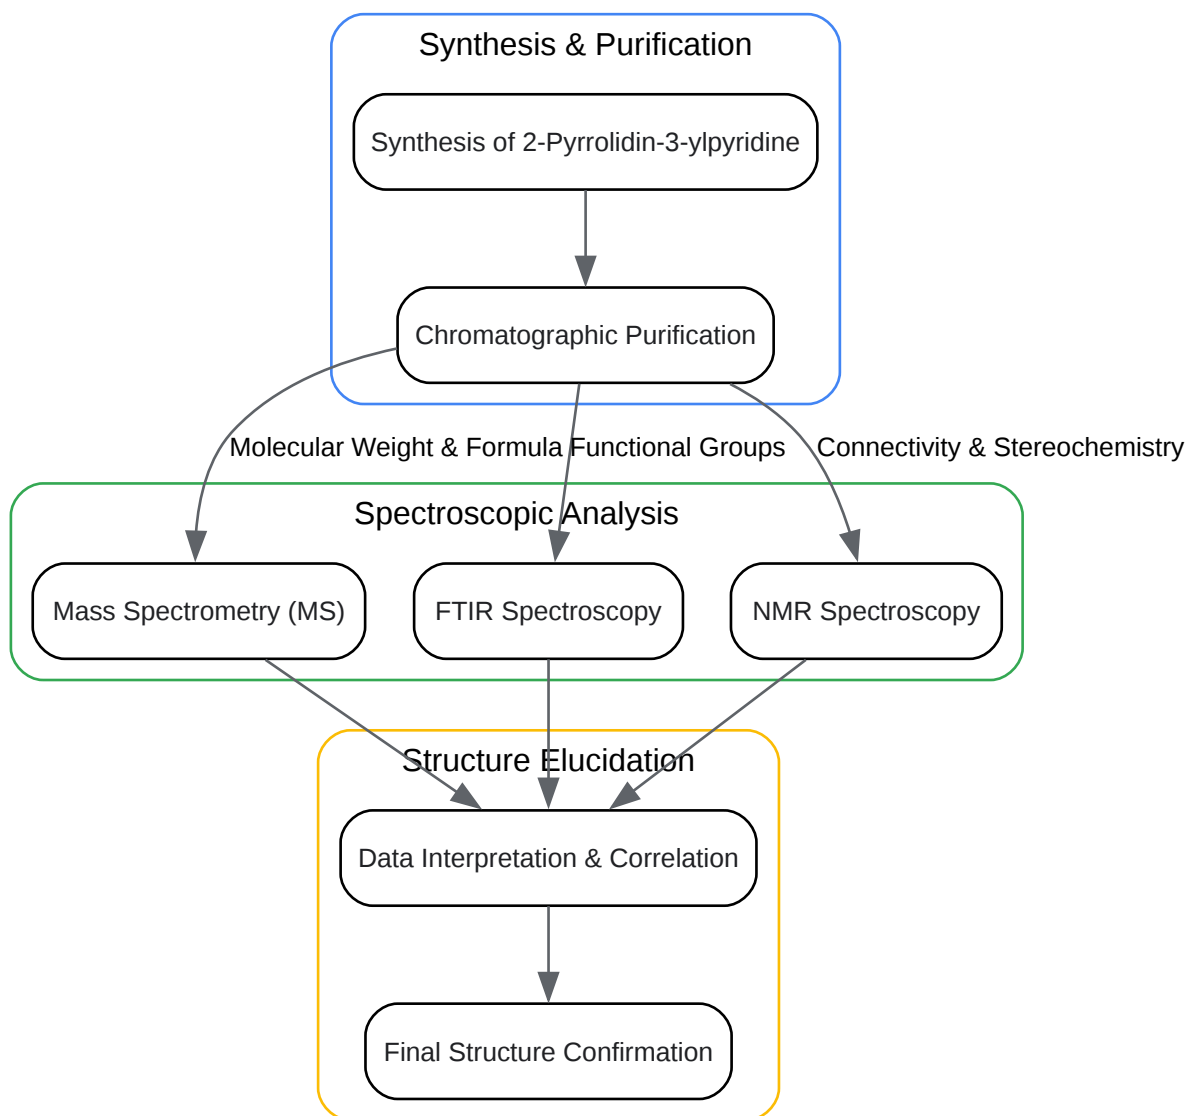 Synthesis & Purification
Synthesis of 2-Pyrrolidin-3-ylpyridine
Chromatographic Purification
Molecular Weight & Formula
Functional Groups
Connectivity & Stereochemistry
Spectroscopic Analysis
Mass Spectrometry (MS)
FTIR Spectroscopy
NMR Spectroscopy
Structure Elucidation
Data Interpretation & Correlation
Final Structure Confirmation